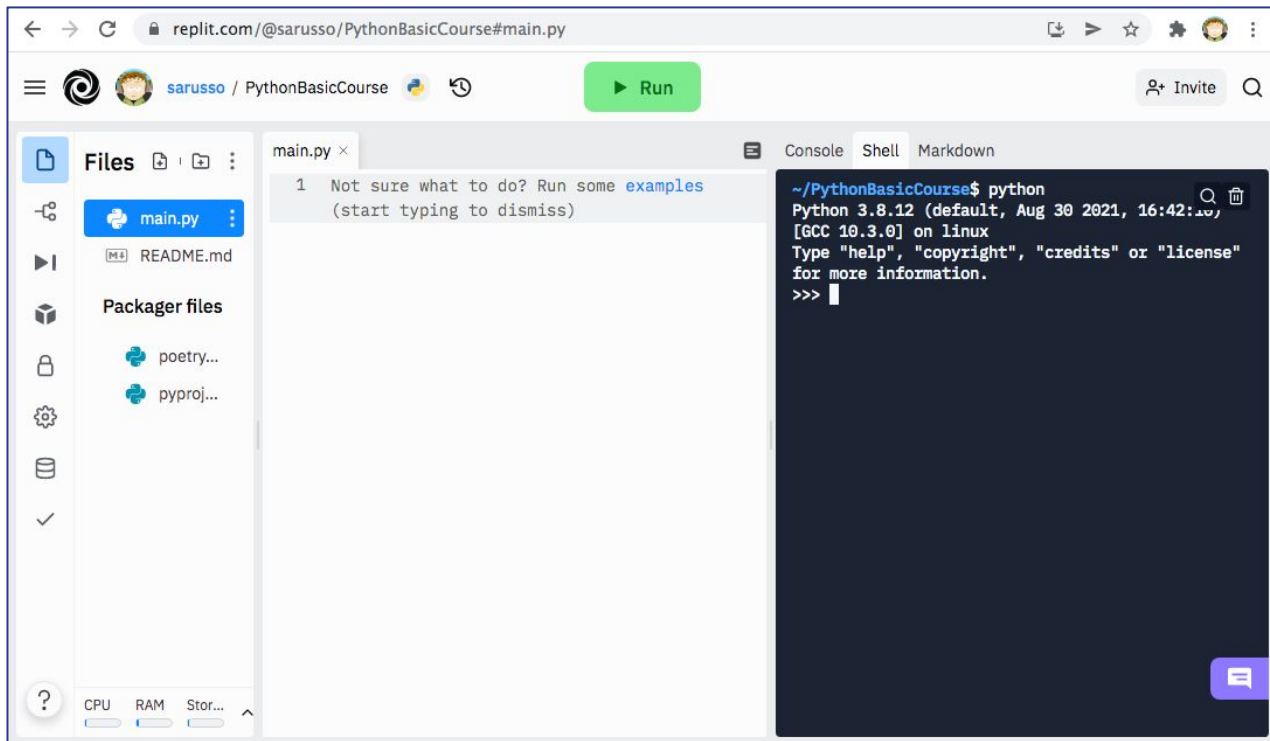 replit.com/@sarusso/PythonBasicCourse#main.py
sarusso / PythonBasicCourse
Run
Invite
Files
main.py
README.md
Packager files
poetry...
pyproj...
CPU RAM Stor...
main.py ×
1 Not sure what to do? Run some examples
(start typing to dismiss)
Console Shell Markdown
~/PythonBasicCourse$ python
Python 3.8.12 (default, Aug 30 2021, 16:42:
[GCC 10.3.0] on linux
Type "help", "copyright", "credits" or "license"
for more information.
>>>
?